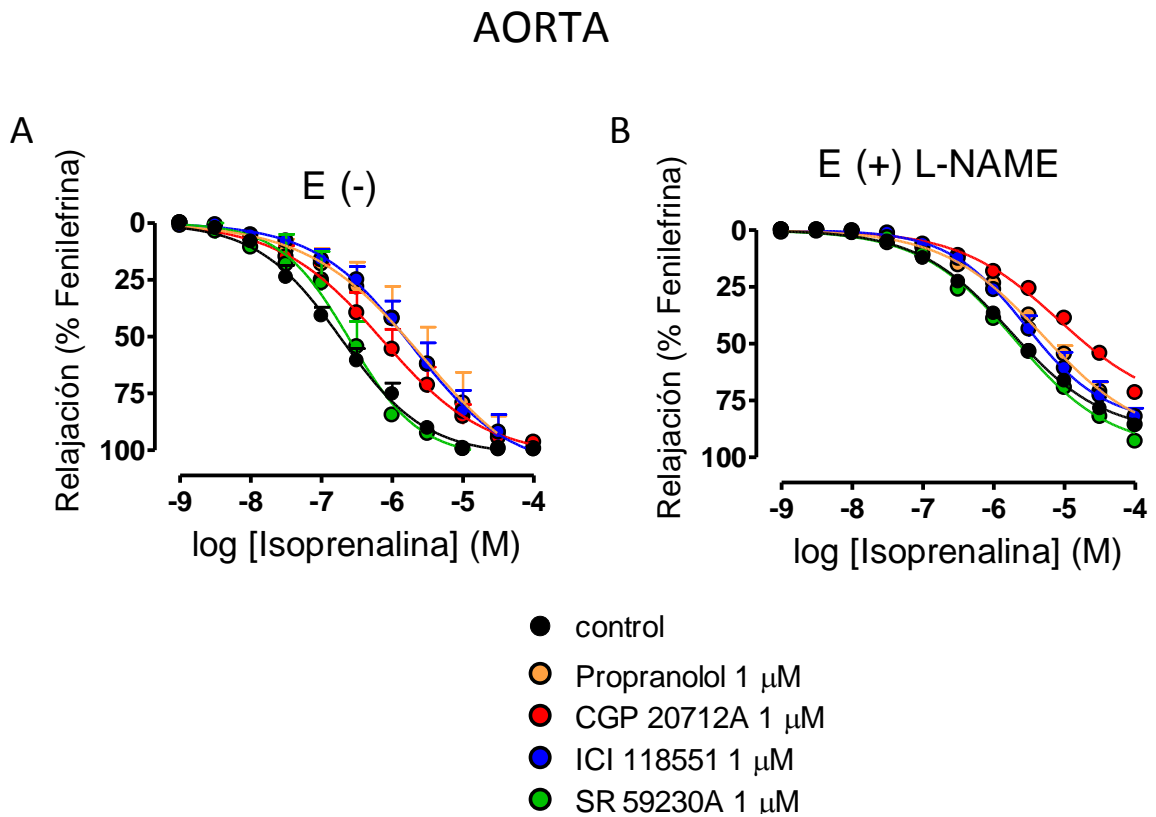 AORTA
A
E (-)
Relajación (% Fenilefrina)
0
25
50
75
100
-9 -8 -7 -6 -5 -4
log [Isoprenalina] (M)
B
E (+) L-NAME
Relajación (% Fenilefrina)
0
25
50
75
100
-9 -8 -7 -6 -5 -4
log [Isoprenalina] (M)
control
Propranolol 1 μM
CGP 20712A 1 μM
ICI 118551 1 μM
SR 59230A 1 μM